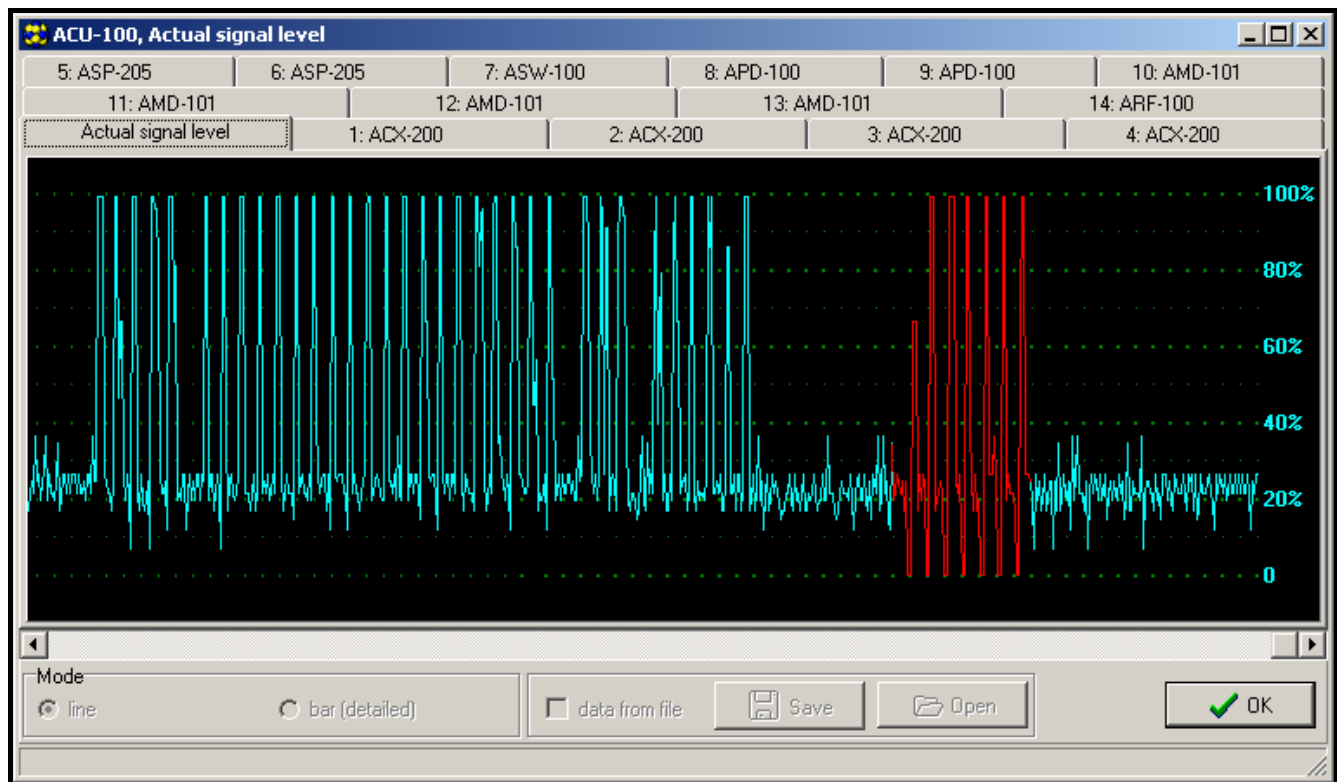 ACU-100, Actual signal level
5: ASP-205 6: ASP-205 7: ASW-100 8: APD-100 9: APD-100 10: AMD-101
11: AMD-101 12: AMD-101 13: AMD-101 14: ARF-100
Actual signal level 1: ACX-200 2: ACX-200 3: ACX-200 4: ACX-200
100%
80%
60%
40%
20%
0
Mode
line bar (detailed) data from file Save Open OK